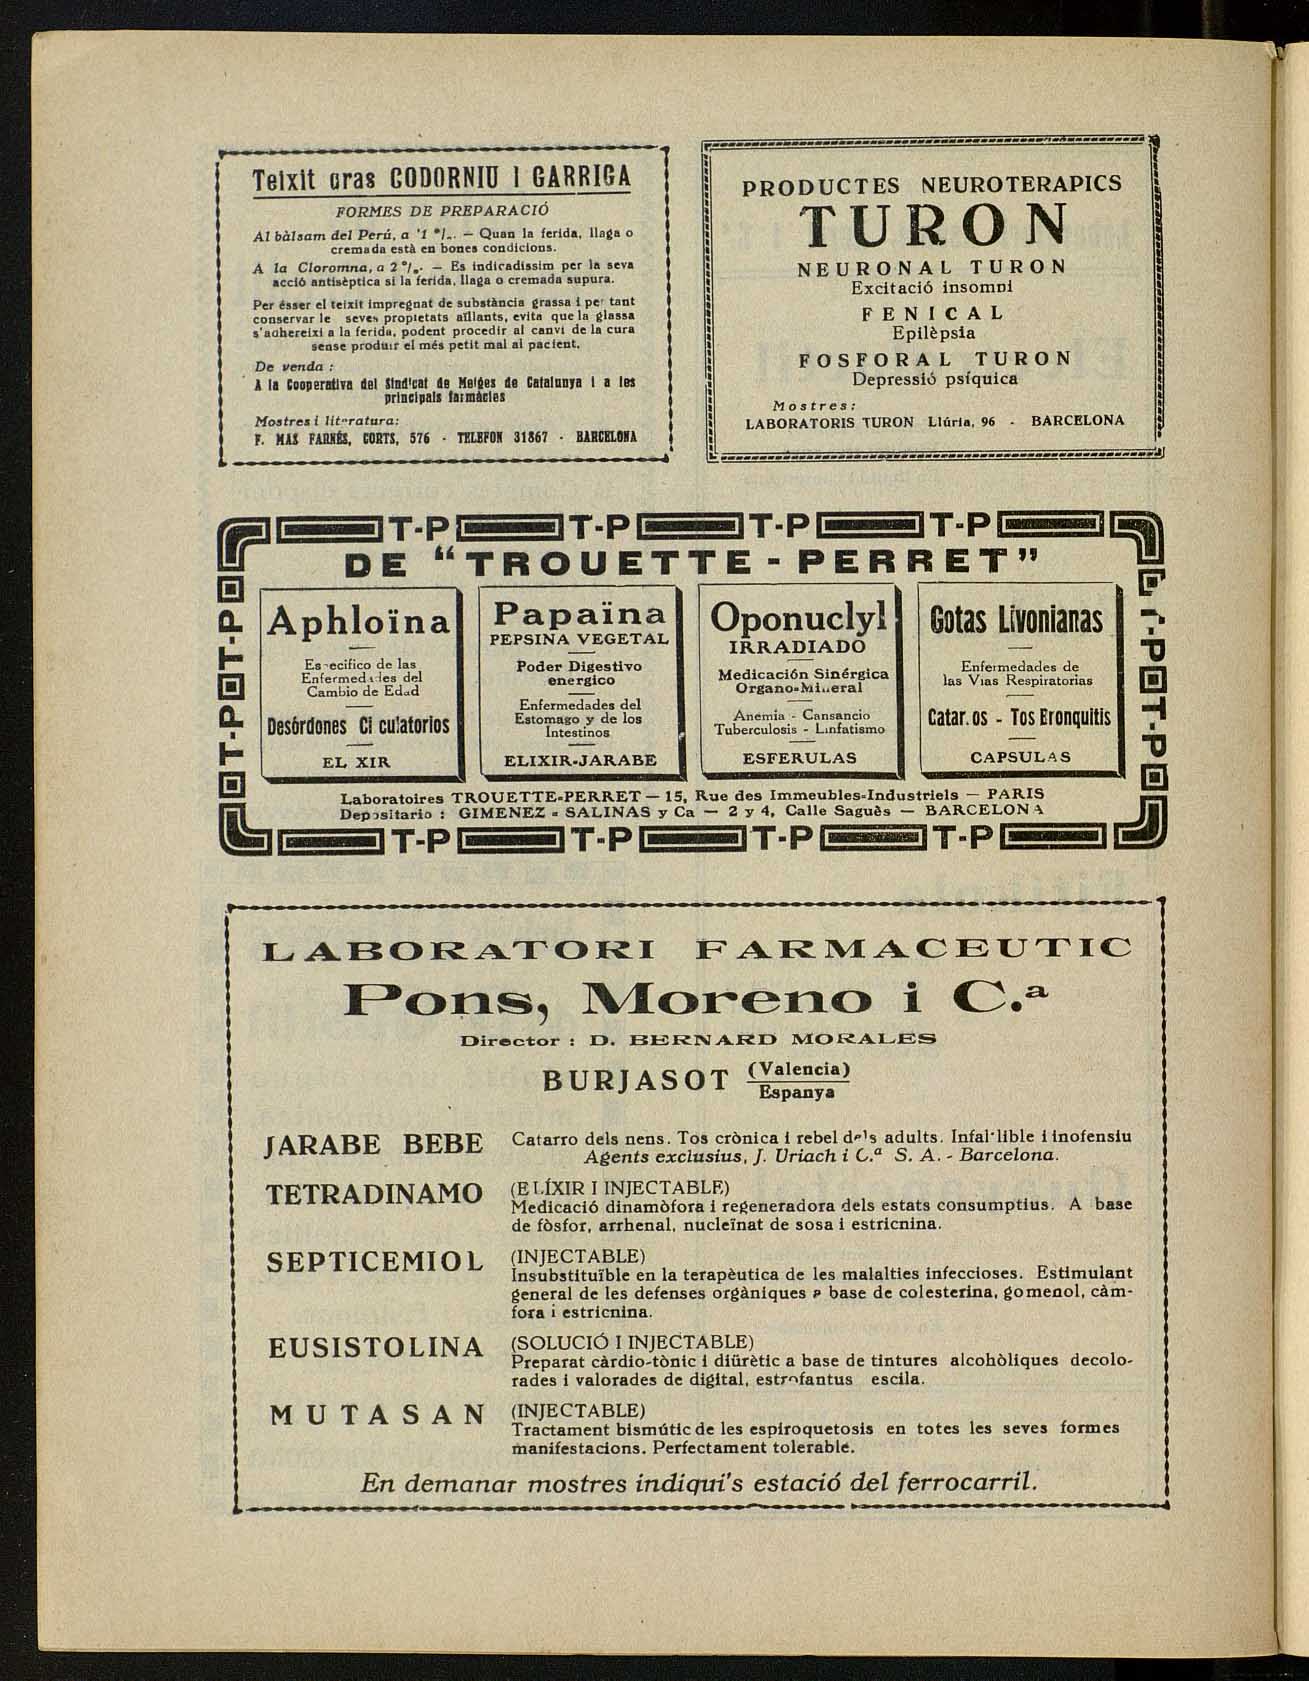 Teixit gras CODORNIU I GARRIGA
FORMES DE PREPARACIÓ
Al bàlsam del Perú, a '1 °/.. — Quan la ferida, llaga o
cremada està en bones condicions.
A la Cloromna, a 2 °/.. — Es indicadissim per la seva
acció antisèptica si la ferida, llaga o cremada supura.
Per ésser el teixit impregnat de substància grassa i per tant
conservar le seves propietats aïllants, evita que la glassa
s'adhereixi a la ferida, podent procedir al canvi de la cura
sense produir el més petit mal al pacient.
De venda :
A la Cooperativa del Sindicat de Metges de Catalunya i a les
principals farmàcies
Mostres i literatura:
F. MAS FARNÉS, CORTS, 576 - TELEFON 31867 - BARCELONA
PRODUCTES NEUROTERAPICS
TURON
NEURONAL TURON
Excitació insomni
FENICAL
Epilèpsia
FOSFORAL TURON
Depressió psíquica
Mostres:
LABORATORIS TURON Llúria, 96 - BARCELONA
T-P T-P T-P T-P
DE “TROUETTE-PERRET”
T-P
T-P
T-P
T-P
Aphloïna
Especifico de las
Enfermedades del
Cambio de Edad
Desórdones Ci culatorios
EL XIR
Papaïna
PEPSINA VEGETAL
Poder Digestivo
energico
Enfermedades del
Estomago y de los
Intestinos
ELIXIR-JARABE
Oponuclyl
IRRADIADO
Medicación Sinérgica
Organo-Mineral
Anemia - Cansancio
Tuberculosis - Linfatismo
ESFERULAS
Gotas Livonianas
Enfermedades de
las Vias Respiratorias
Catar.os - Tos Bronquitis
CAPSULAS
Laboratoires TROUETTE-PERRET — 15, Rue des Immeubles-Industriels — PARIS
Depositario : GIMENEZ - SALINAS y Ca — 2 y 4, Calle Saguès — BARCELONA
T-P T-P T-P T-P
LABORATORI FARMACEUTIC
Pons, Moreno i C.ª
Director : D. BERNARD MORALES
BURJASOT (Valencia)
Espanya
JARABE BEBE Catarro dels nens. Tos crònica i rebel dels adults. Infal·lible i inofensiu
Agents exclusius, J. Uriach i C.ª S. A. - Barcelona.
TETRADINAMO (ELÍXIR I INJECTABLE)
Medicació dinamòfora i regeneradora dels estats consumptius. A base
de fòsfor, arrhenal, nucleïnat de sosa i estricnina.
SEPTICEMIOL (INJECTABLE)
Insubstituïble en la terapèutica de les malalties infeccioses. Estimulant
general de les defenses orgàniques a base de colesterina, gomenol, càm-
fora i estricnina.
EUSISTOLINA (SOLUCIÓ I INJECTABLE)
Preparat càrdio-tònic i diürètic a base de tintures alcohòliques decolo-
rades i valorades de digital, estrofantus escila.
MUTASAN (INJECTABLE)
Tractament bismútic de les espiroquetosis en totes les seves formes
manifestacions. Perfectament tolerable.
En demanar mostres indiqui's estació del ferrocarril.